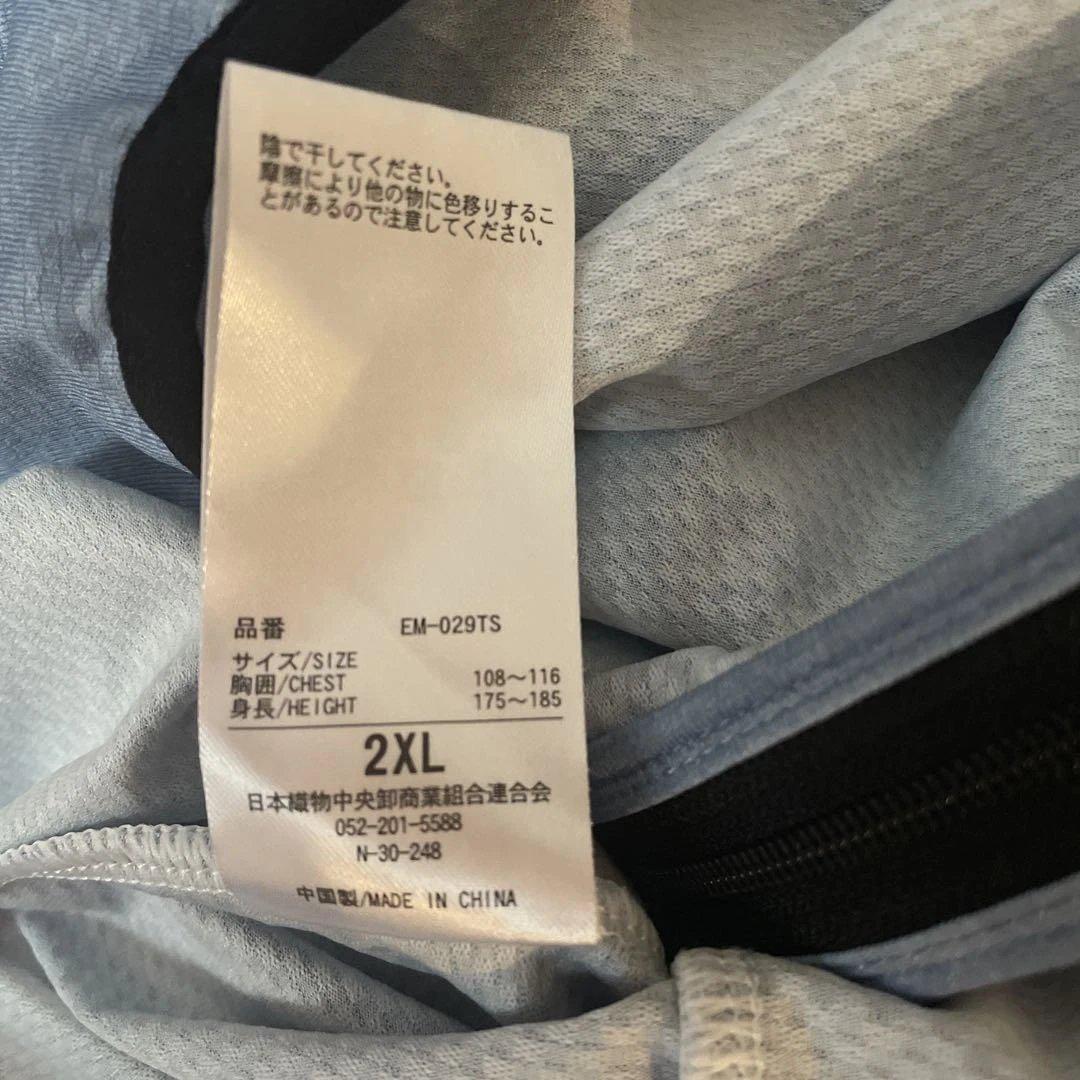 陰で干してください。
摩擦により他の物に色移りするこ
とがあるので注意してください。
品番 EM-029TS
サイズ/SIZE
胸囲/CHEST 108〜116
身長/HEIGHT 175〜185
2XL
日本織物中央卸商業組合連合会
052-201-5588
N-30-248
中国製/MADE IN CHINA